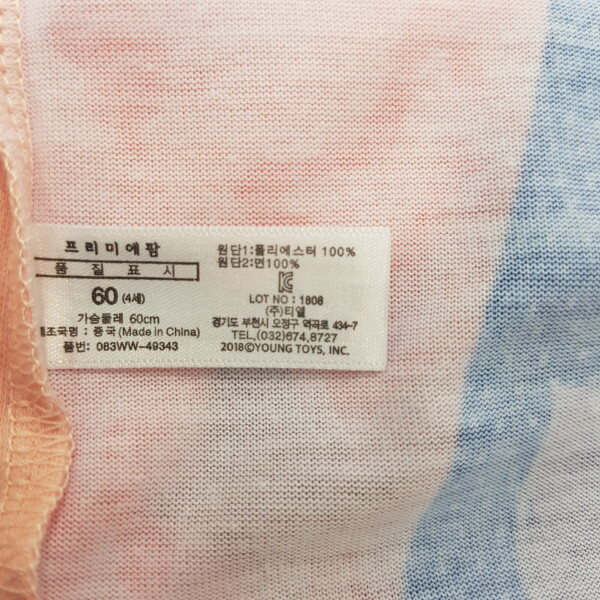 프리미에팜
품질표시
60 (4세)
가슴둘레 60cm
제조국명 : 중국(Made in China)
품번: 083WW-49343
원단1:폴리에스터 100%
원단2:면100%
LOT NO : 1808
(주)티엘
경기도 부천시 오정구 역곡로 434-7
TEL,(032)674,8727
2018©YOUNG TOYS, INC.